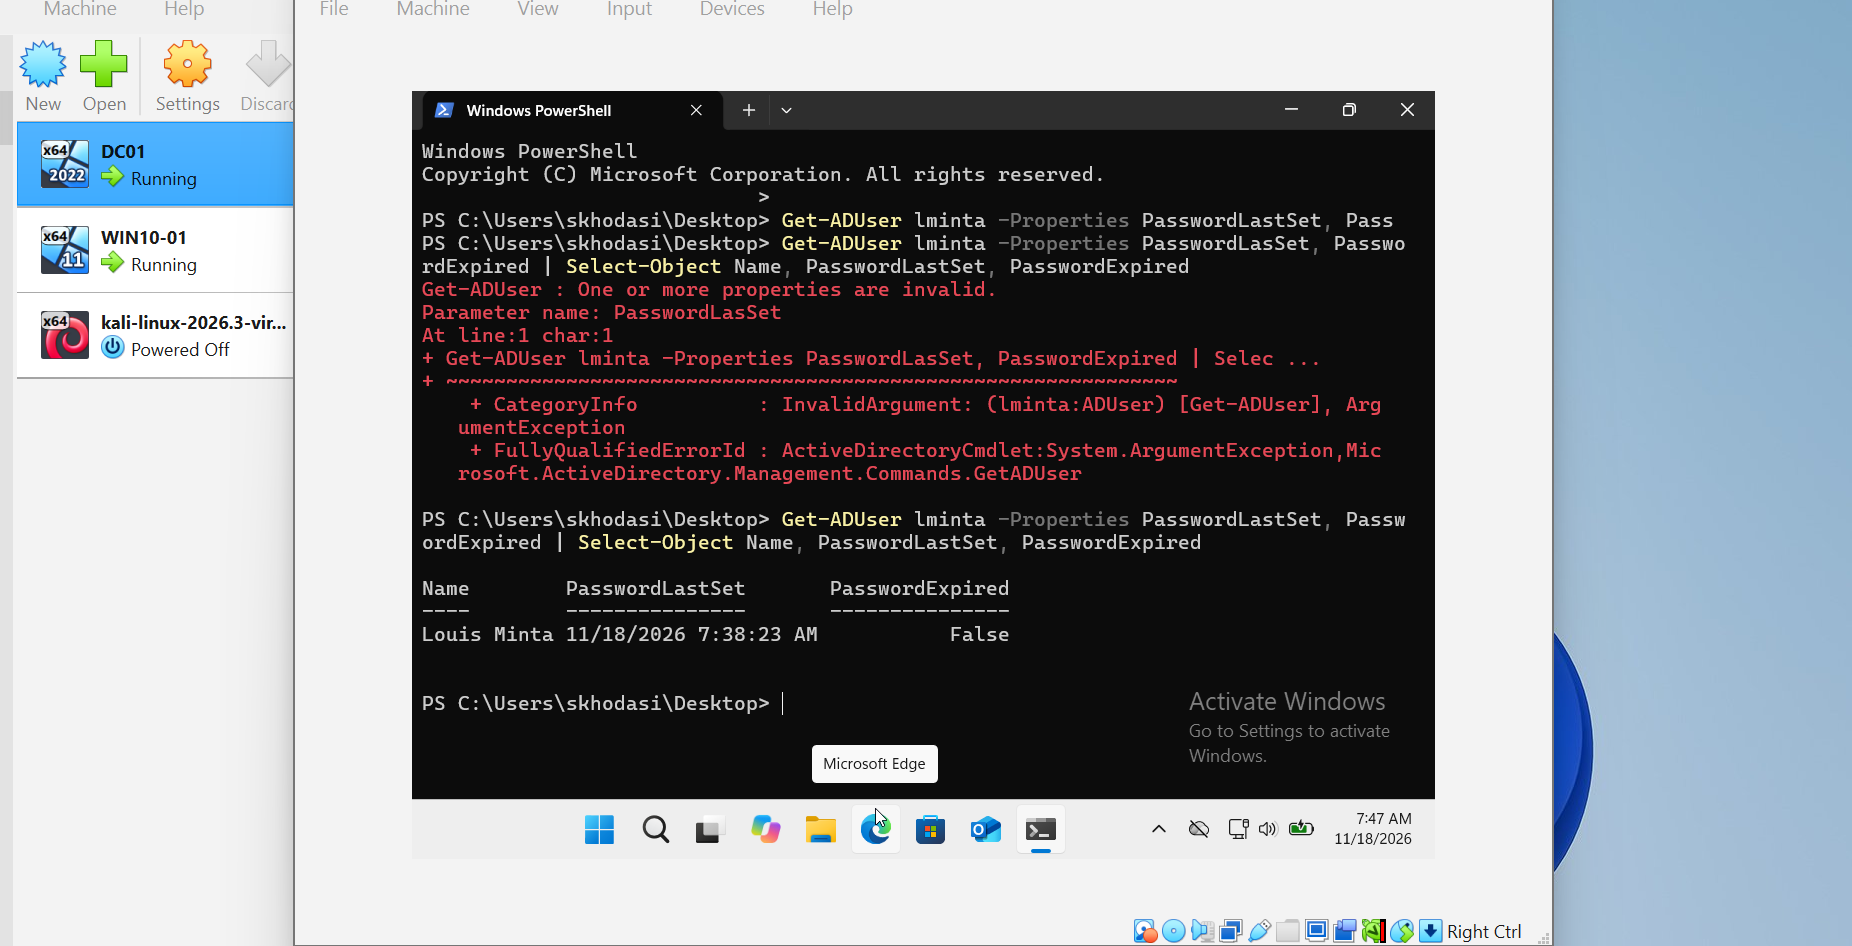 Machine Help
File Machine View Input Devices Help
New Open Settings Discard
x64 2022 DC01
Running
x64 11 WIN10-01
Running
x64 kali-linux-2026.3-vir...
Powered Off
Windows PowerShell
Windows PowerShell
Copyright (C) Microsoft Corporation. All rights reserved.
>
PS C:\Users\skhodasi\Desktop> Get-ADUser lminta -Properties PasswordLastSet, Pass
PS C:\Users\skhodasi\Desktop> Get-ADUser lminta -Properties PasswordLasSet, Passwo
rdExpired | Select-Object Name, PasswordLastSet, PasswordExpired
Get-ADUser : One or more properties are invalid.
Parameter name: PasswordLasSet
At line:1 char:1
+ Get-ADUser lminta -Properties PasswordLasSet, PasswordExpired | Selec ...
+ ~~~~~~~~~~~~~~~~~~~~~~~~~~~~~~~~~~~~~~~~~~~~~~~~~~~~~~~~~~~~~
+ CategoryInfo : InvalidArgument: (lminta:ADUser) [Get-ADUser], Arg
umentException
+ FullyQualifiedErrorId : ActiveDirectoryCmdlet:System.ArgumentException,Mic
rosoft.ActiveDirectory.Management.Commands.GetADUser
PS C:\Users\skhodasi\Desktop> Get-ADUser lminta -Properties PasswordLastSet, Passw
ordExpired | Select-Object Name, PasswordLastSet, PasswordExpired
Name PasswordLastSet PasswordExpired
---- --------------- ---------------
Louis Minta 11/18/2026 7:38:23 AM False
PS C:\Users\skhodasi\Desktop>
Activate Windows
Go to Settings to activate
Windows.
Microsoft Edge
7:47 AM
11/18/2026
Right Ctrl